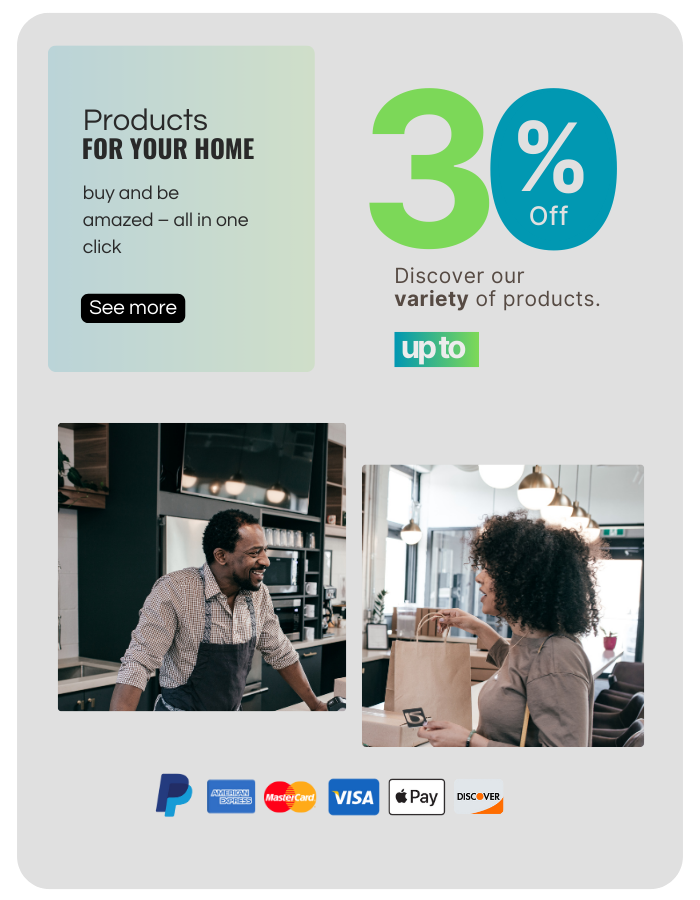 Products
FOR YOUR HOME
buy and be
amazed – all in one
click
See more
30%
Off
Discover our
variety of products.
up to
AMERICAN
EXPRESS
MasterCard
VISA
Pay
DISCOVER